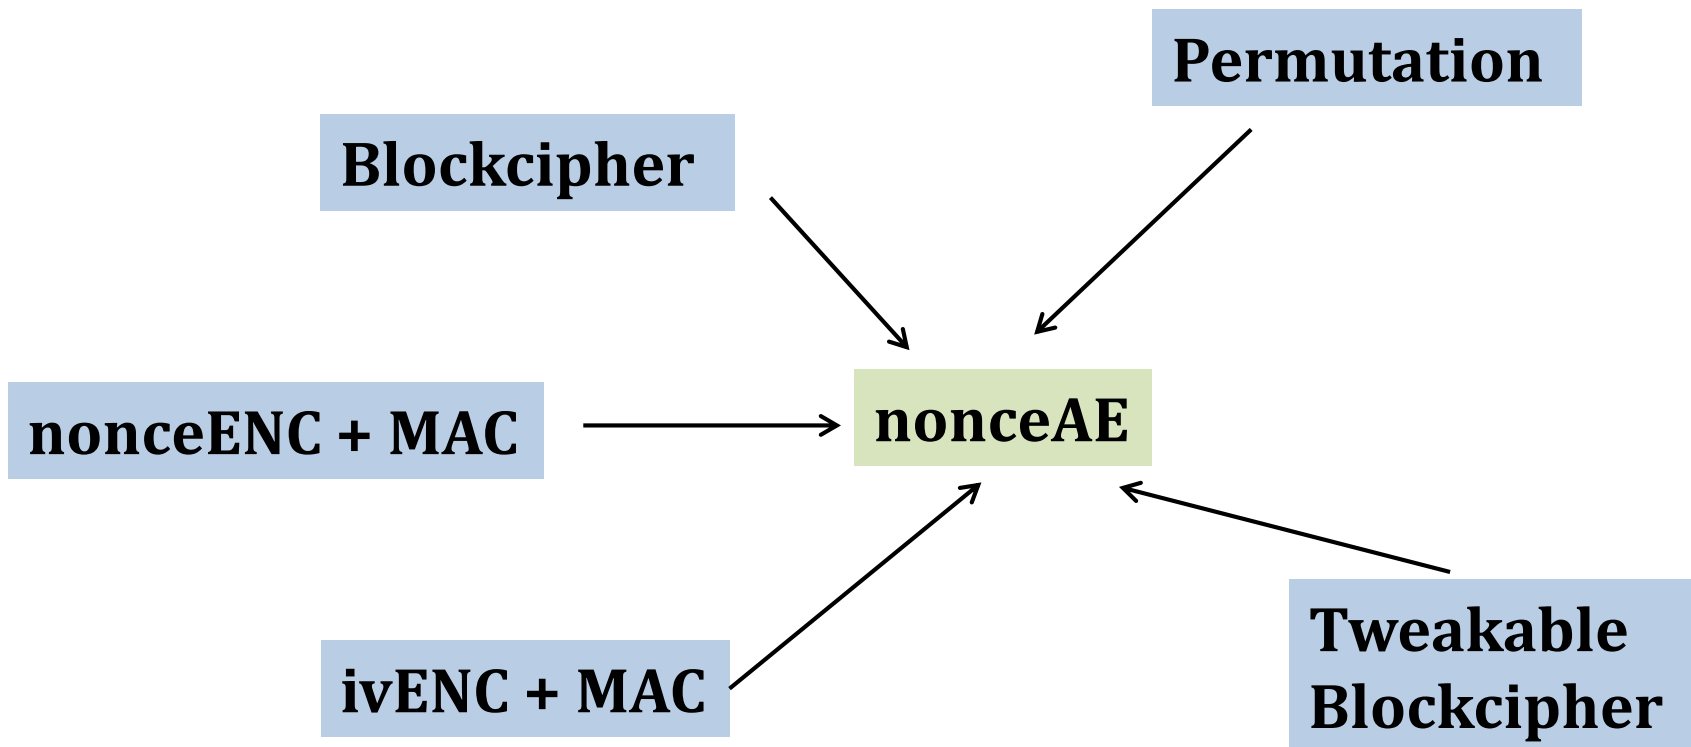 Permutation
Blockcipher
nonceENC + MAC
nonceAE
ivENC + MAC
Tweakable
Blockcipher